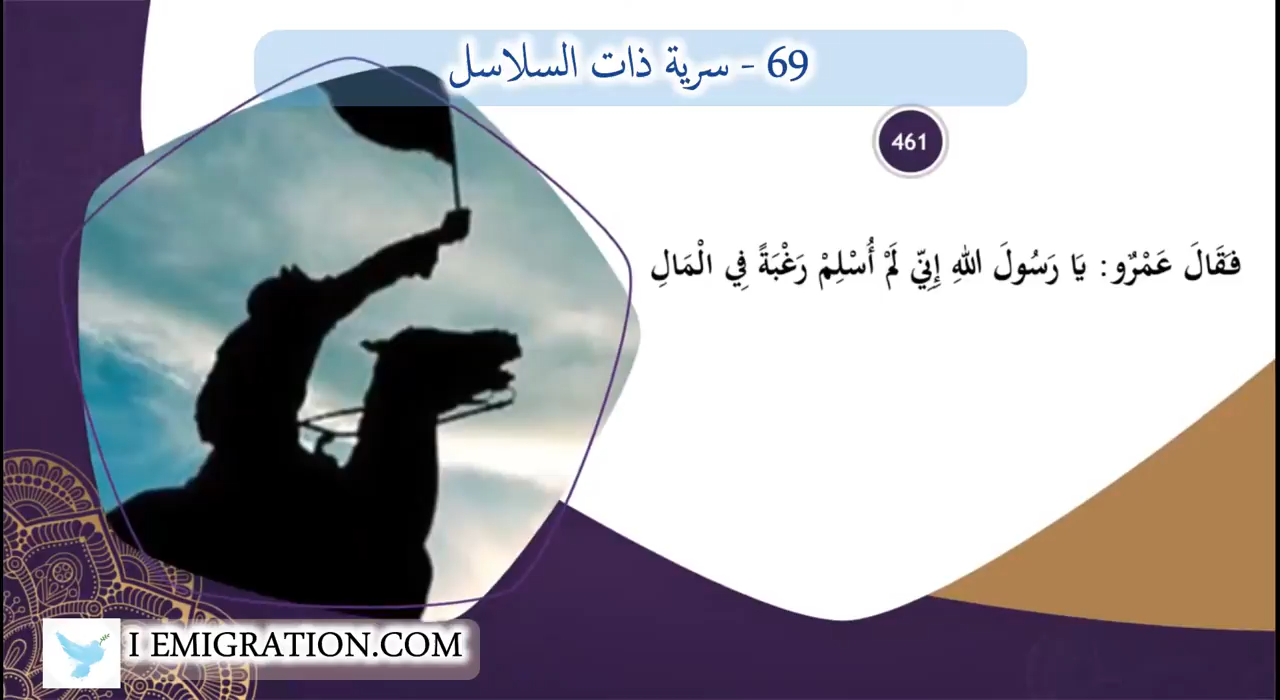 69 - سرية ذات السلاسل
461
فَقَالَ عَمْرٌو: يَا رَسُولَ اللهِ إِنِّي لَمْ أُسْلِمْ رَغْبَةً فِي الْمَالِ
I EMIGRATION.COM